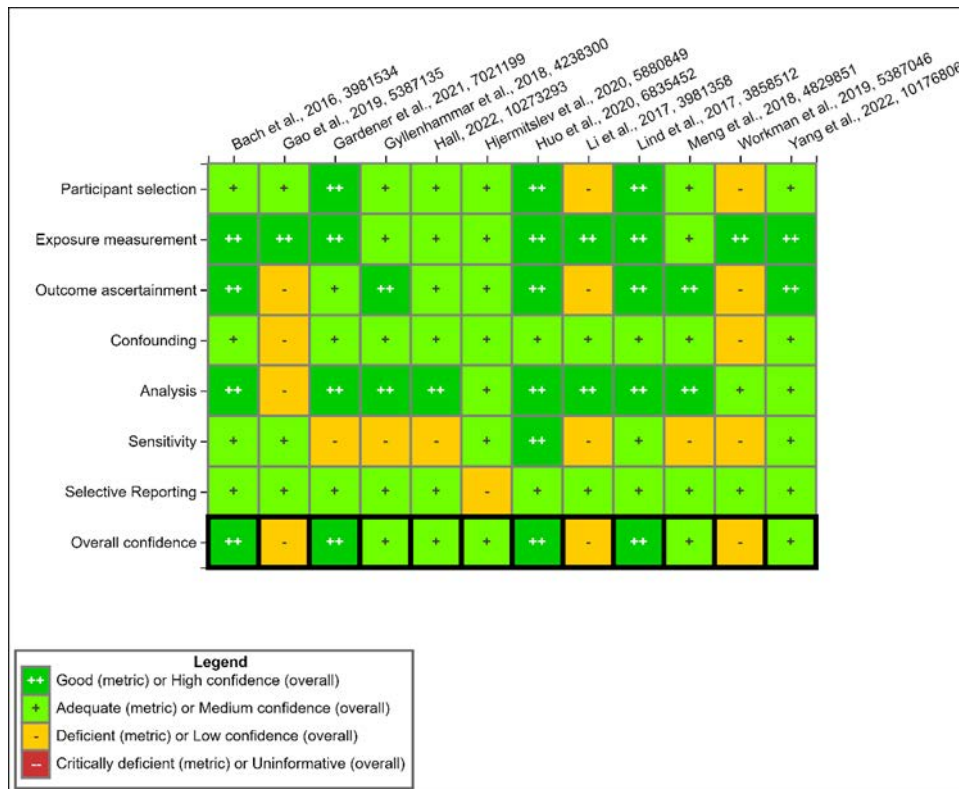 Bach et al., 2016, 3981534
Gao et al., 2019, 5387135
Gardener et al., 2021, 7021199
Gyllenhammar et al., 2018, 4238300
Hall, 2022, 10273293
Hjermitslev et al., 2020, 5880849
Huo et al., 2020, 6835452
Li et al., 2017, 3981358
Lind et al., 2017, 3858512
Meng et al., 2018, 4829851
Workman et al., 2019, 5387046
Yang et al., 2022, 10176806
Participant selection + + ++ + + + ++ - ++ + - +
Exposure measurement ++ ++ ++ + + + ++ ++ ++ + ++ ++
Outcome ascertainment ++ - + ++ + + ++ - ++ ++ - ++
Confounding + - + + + + + + + + - +
Analysis ++ - ++ ++ ++ + ++ ++ ++ ++ + +
Sensitivity + + - - - + ++ - + - - +
Selective Reporting + + + + + - + + + + + +
Overall confidence ++ - ++ + + + ++ - ++ + - +
Legend
++ Good (metric) or High confidence (overall)
+ Adequate (metric) or Medium confidence (overall)
- Deficient (metric) or Low confidence (overall)
-- Critically deficient (metric) or Uninformative (overall)